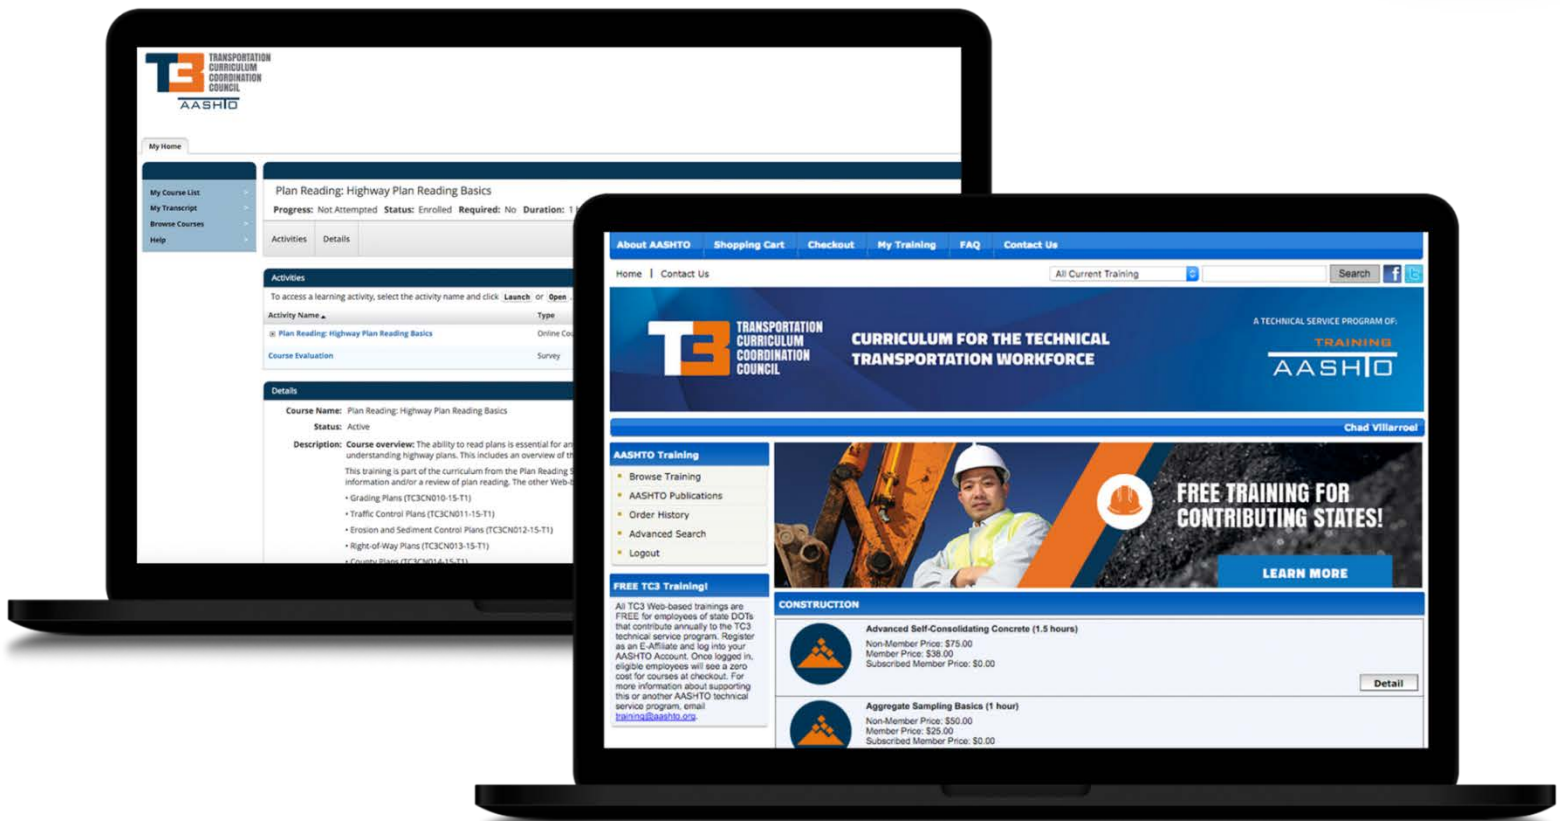 TRANSPORTATION
CURRICULUM
COORDINATION
COUNCIL
AASHTO
My Home
My Course List
My Transcript
Browse Courses
Help
Plan Reading: Highway Plan Reading Basics
Progress: Not Attempted Status: Enrolled Required: No Duration: 1
Activities Details
Activities
To access a learning activity, select the activity name and click Launch or Open .
Activity Name Type
Plan Reading: Highway Plan Reading Basics Online Cou
Course Evaluation Survey
Details
Course Name: Plan Reading: Highway Plan Reading Basics
Status: Active
Description: Course overview: The ability to read plans is essential for an
understanding highway plans. This includes an overview of th
This training is part of the curriculum from the Plan Reading S
information and/or a review of plan reading. The other Web-b
• Grading Plans (TC3CN010-15-T1)
• Traffic Control Plans (TC3CN011-15-T1)
• Erosion and Sediment Control Plans (TC3CN012-15-T1)
• Right-of-Way Plans (TC3CN013-15-T1)
• County Plans (TC3CN014-15-T1)
About AASHTO Shopping Cart Checkout My Training FAQ Contact Us
Home | Contact Us All Current Training Search
TRANSPORTATION
CURRICULUM
COORDINATION
COUNCIL
CURRICULUM FOR THE TECHNICAL
TRANSPORTATION WORKFORCE
A TECHNICAL SERVICE PROGRAM OF:
TRAINING
AASHTO
Chad Villarroel
AASHTO Training
Browse Training
AASHTO Publications
Order History
Advanced Search
Logout
FREE TRAINING FOR
CONTRIBUTING STATES!
LEARN MORE
FREE TC3 Training!
All TC3 Web-based trainings are
FREE for employees of state DOTs
that contribute annually to the TC3
technical service program. Register
as an E-Affiliate and log into your
AASHTO Account. Once logged in,
eligible employees will see a zero
cost for courses at checkout. For
more information about supporting
this or another AASHTO technical
service program, email
training@aashto.org.
CONSTRUCTION
Advanced Self-Consolidating Concrete (1.5 hours)
Non-Member Price: $75.00
Member Price: $38.00
Subscribed Member Price: $0.00
Detail
Aggregate Sampling Basics (1 hour)
Non-Member Price: $50.00
Member Price: $25.00
Subscribed Member Price: $0.00